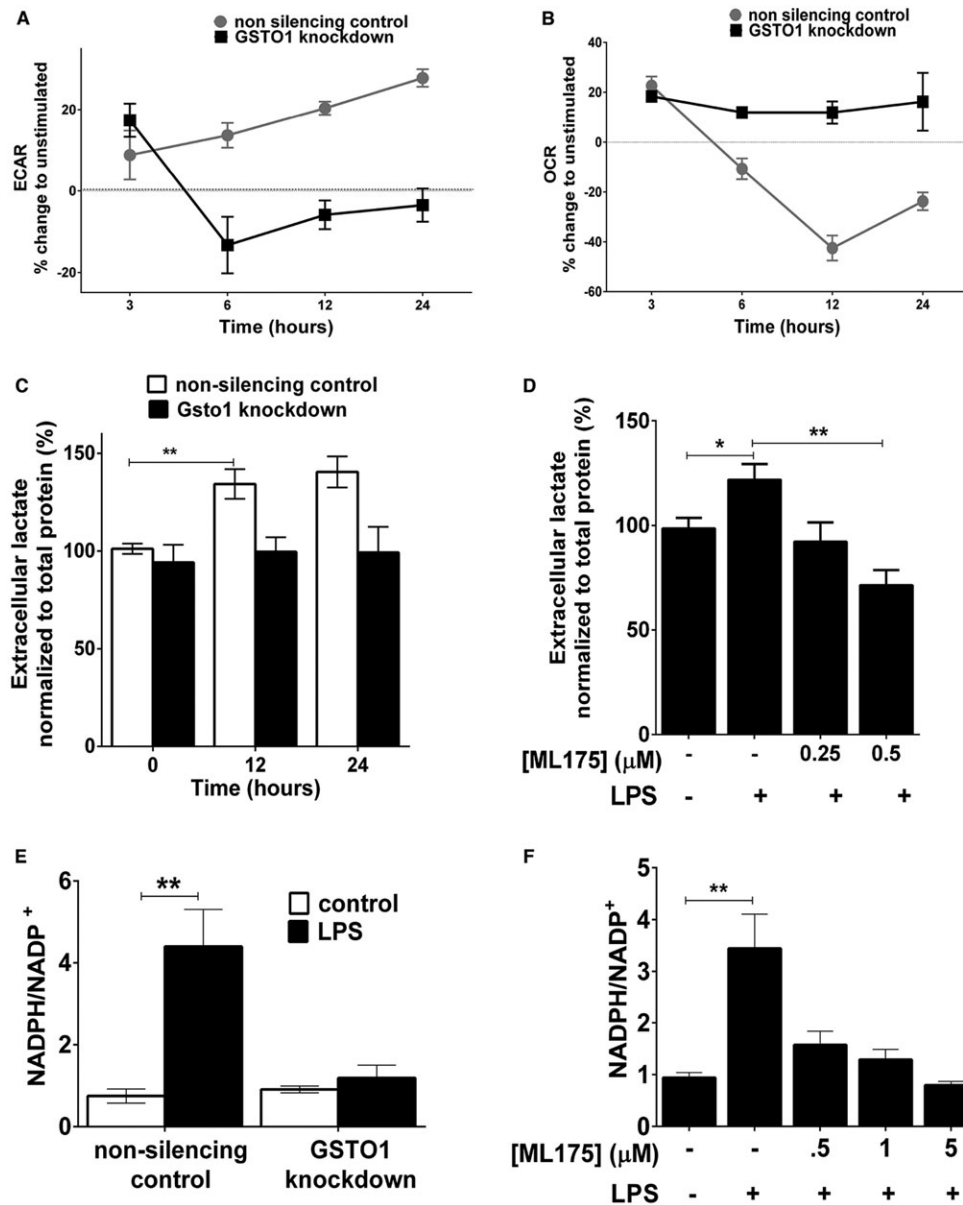 A
non silencing control
GSTO1 knockdown
ECAR
% change to unstimulated
20
0
-20
3 6 12 24
Time (hours)
B
non silencing control
GSTO1 knockdown
OCR
% change to unstimulated
40
20
0
-20
-40
-60
3 6 12 24
Time (hours)
C
non-silencing control
Gsto1 knockdown
Extracellular lactate
normalized to total protein (%)
150
100
50
0
**
0 12 24
Time (hours)
D
Extracellular lactate
normalized to total protein (%)
150
100
50
0
* **
[ML175] (μM) - - 0.25 0.5
LPS - + + +
E
NADPH/NADP+
6
4
2
0
**
control
LPS
non-silencing
control
GSTO1
knockdown
F
NADPH/NADP+
5
4
3
2
1
0
**
[ML175] (μM) - - .5 1 5
LPS - + + + +